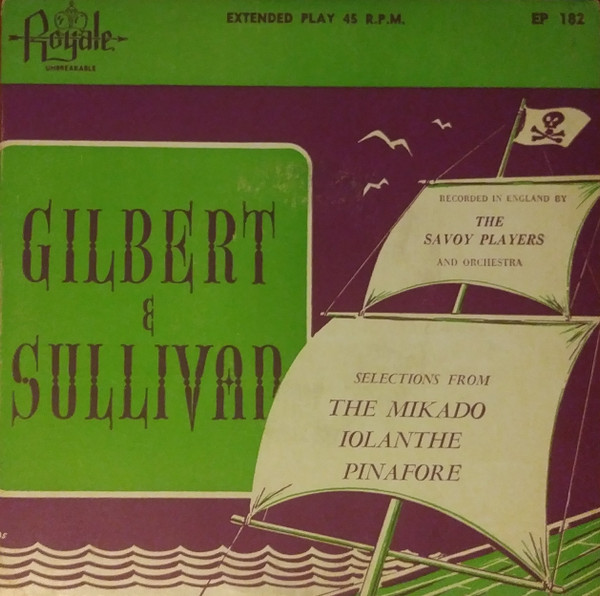 Royale
UNBREAKABLE
EXTENDED PLAY 45 R.P.M.
EP 182
GILBERT
&
SULLIVAN
RECORDED IN ENGLAND BY
THE
SAVOY PLAYERS
AND ORCHESTRA
SELECTIONS FROM
THE MIKADO
IOLANTHE
PINAFORE